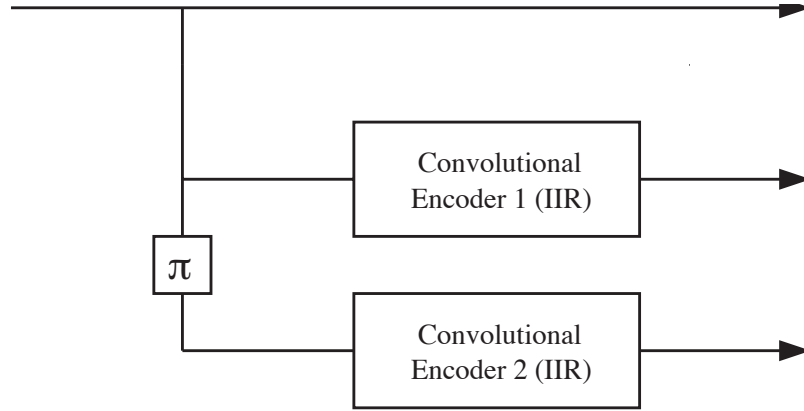 Convolutional
Encoder 1 (IIR)
π
Convolutional
Encoder 2 (IIR)